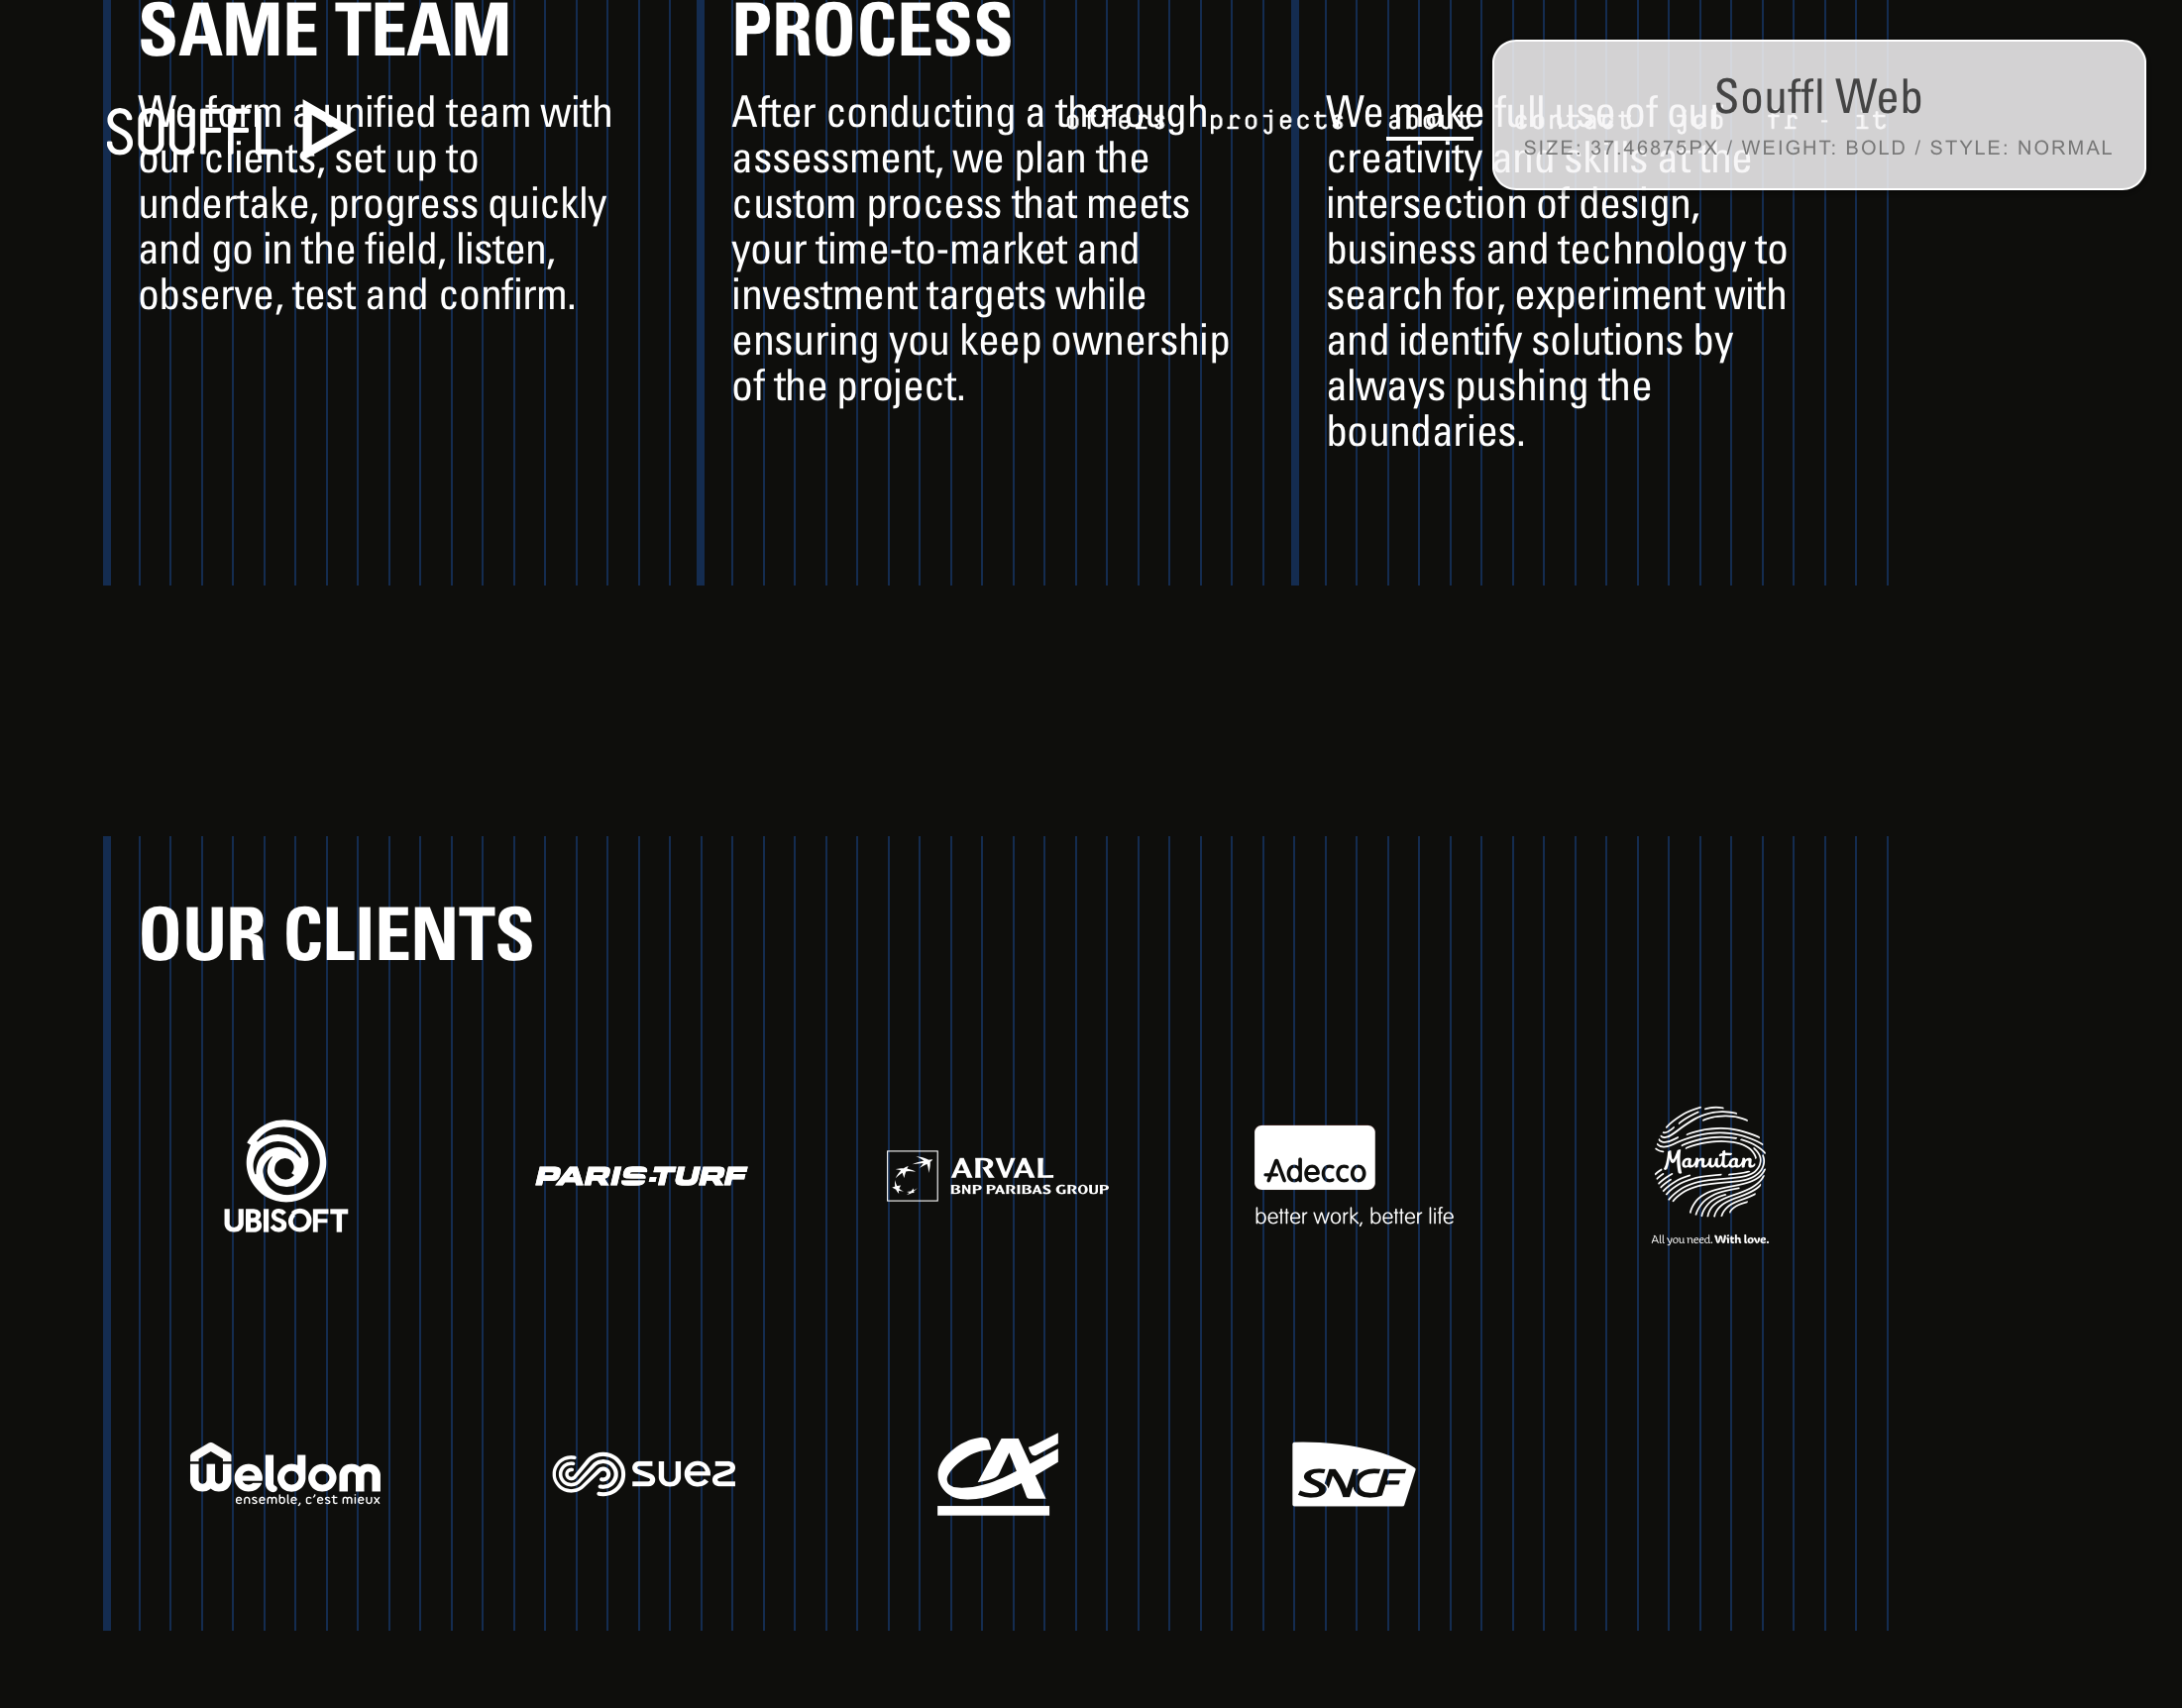 SAME TEAM
We form a unified team with
our clients, set up to
undertake, progress quickly
and go in the field, listen,
observe, test and confirm.
PROCESS
After conducting a thorough
assessment, we plan the
custom process that meets
your time-to-market and
investment targets while
ensuring you keep ownership
of the project.
We make full use of our
creativity and skills at the
intersection of design,
business and technology to
search for, experiment with
and identify solutions by
always pushing the
boundaries.
SOUFFL
offers projects about contact job fr - it
Souffl Web
SIZE: 37.46875PX / WEIGHT: BOLD / STYLE: NORMAL
OUR CLIENTS
UBISOFT
PARIS-TURF
ARVAL
BNP PARIBAS GROUP
Adecco
better work, better life
Manutan
All you need. With love.
weldom
ensemble, c'est mieux
suez
CA
SNCF